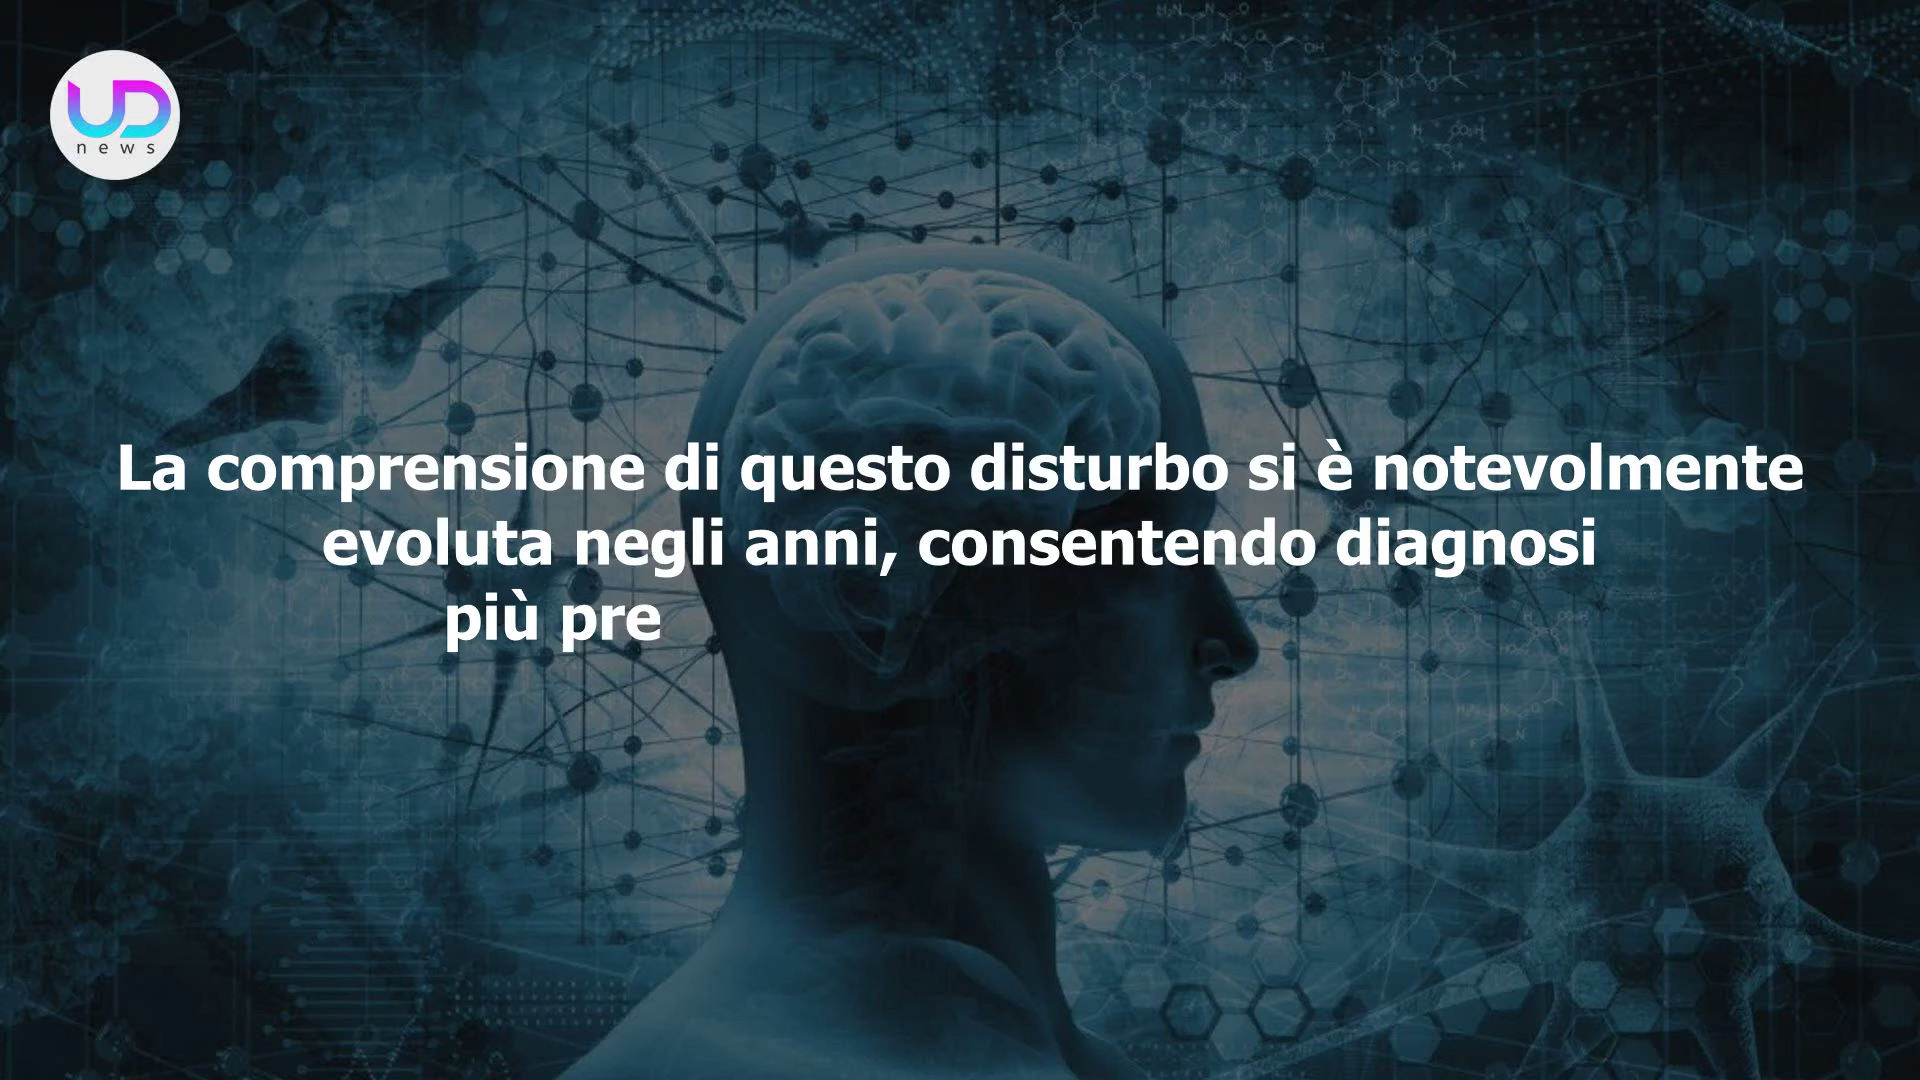 UD
news
La comprensione di questo disturbo si è notevolmente
evoluta negli anni, consentendo diagnosi
più pre